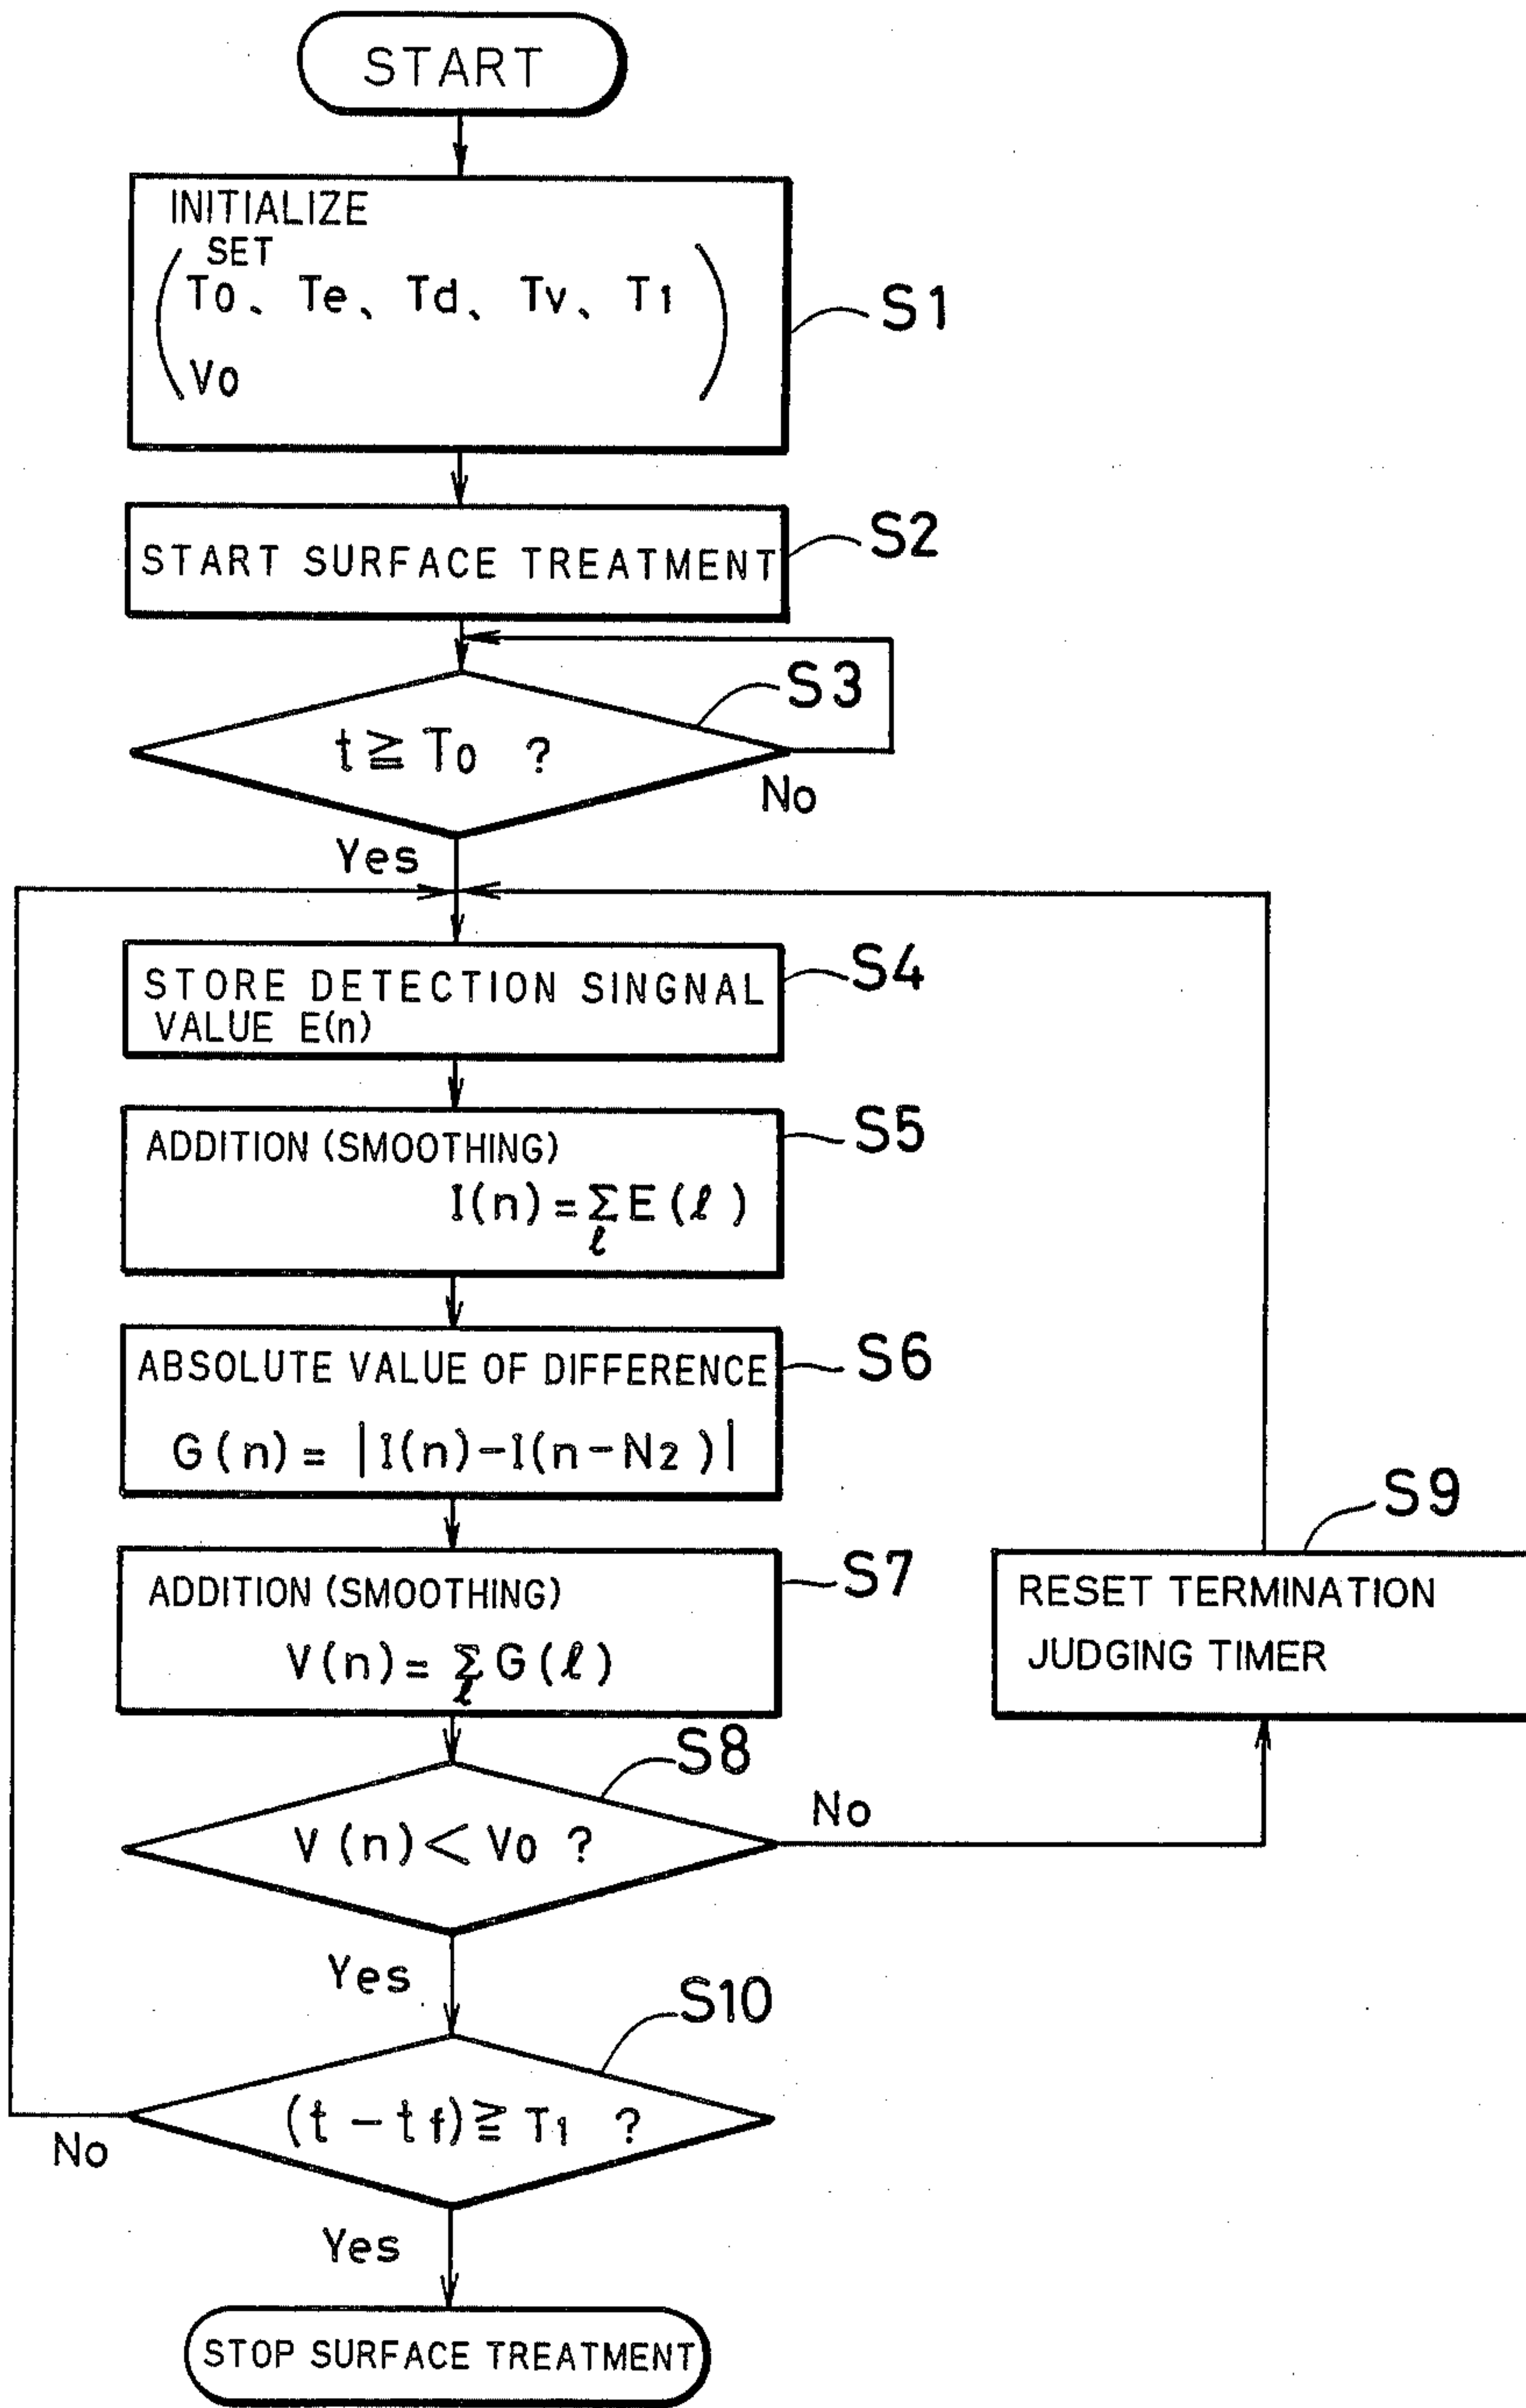 START
INITIALIZE
SET
T0、Te、Td、Tv、T1
V0
S1
START SURFACE TREATMENT
S2
S3
t ≧ T0 ?
No
Yes
STORE DETECTION SINGNAL
VALUE E(n)
S4
ADDITION (SMOOTHING)
I(n) = Σ E(ℓ)
ℓ
S5
ABSOLUTE VALUE OF DIFFERENCE
G(n) = |I(n)-I(n-N2)|
S6
ADDITION (SMOOTHING)
V(n) = Σ G(ℓ)
ℓ
S7
S9
RESET TERMINATION
JUDGING TIMER
S8
V(n) < V0 ?
No
Yes
S10
(t - tf) ≧ T1 ?
No
Yes
STOP SURFACE TREATMENT